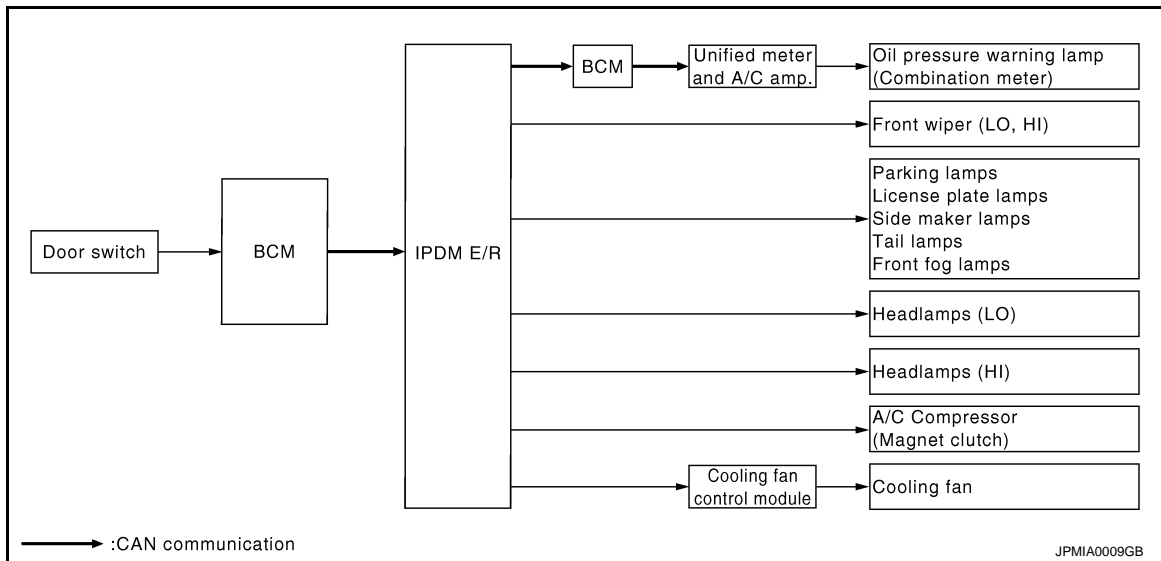 Door switch
BCM
IPDM E/R
BCM
Unified meter
and A/C amp.
Oil pressure warning lamp
(Combination meter)
Front wiper (LO, HI)
Parking lamps
License plate lamps
Side maker lamps
Tail lamps
Front fog lamps
Headlamps (LO)
Headlamps (HI)
A/C Compressor
(Magnet clutch)
Cooling fan
control module
Cooling fan
:CAN communication
JPMIA0009GB